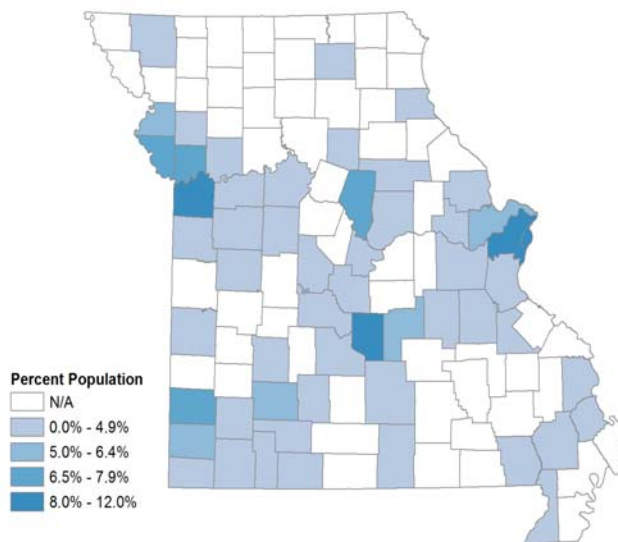 Percent Population
N/A
0.0% - 4.9%
5.0% - 6.4%
6.5% - 7.9%
8.0% - 12.0%